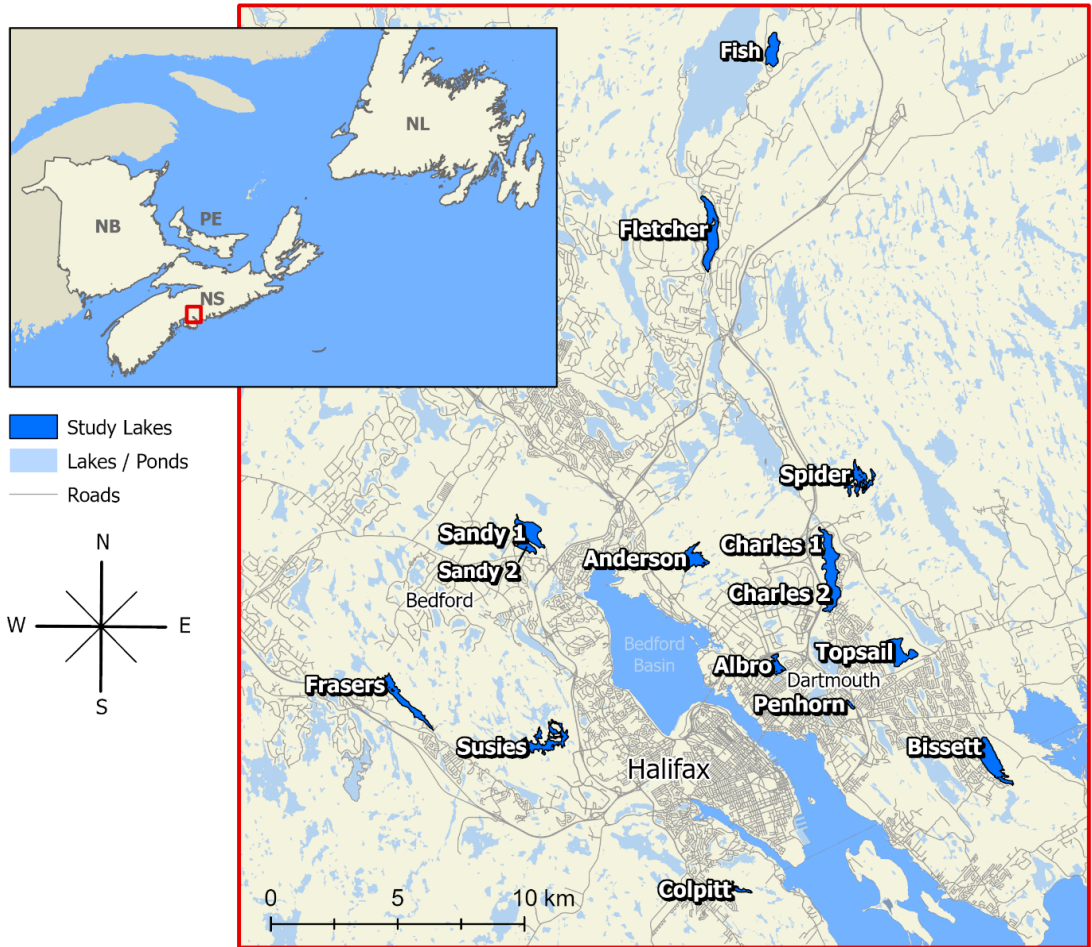 NL
NB
PE
NS
Study Lakes
Lakes / Ponds
Roads
N
W
E
S
Fish
Fletcher
Spider
Sandy 1
Sandy 2
Bedford
Anderson
Charles 1
Charles 2
Bedford
Basin
Albro
Topsail
Dartmouth
Penhorn
Frasers
Susies
Halifax
Bissett
Colpitt
0 5 10 km